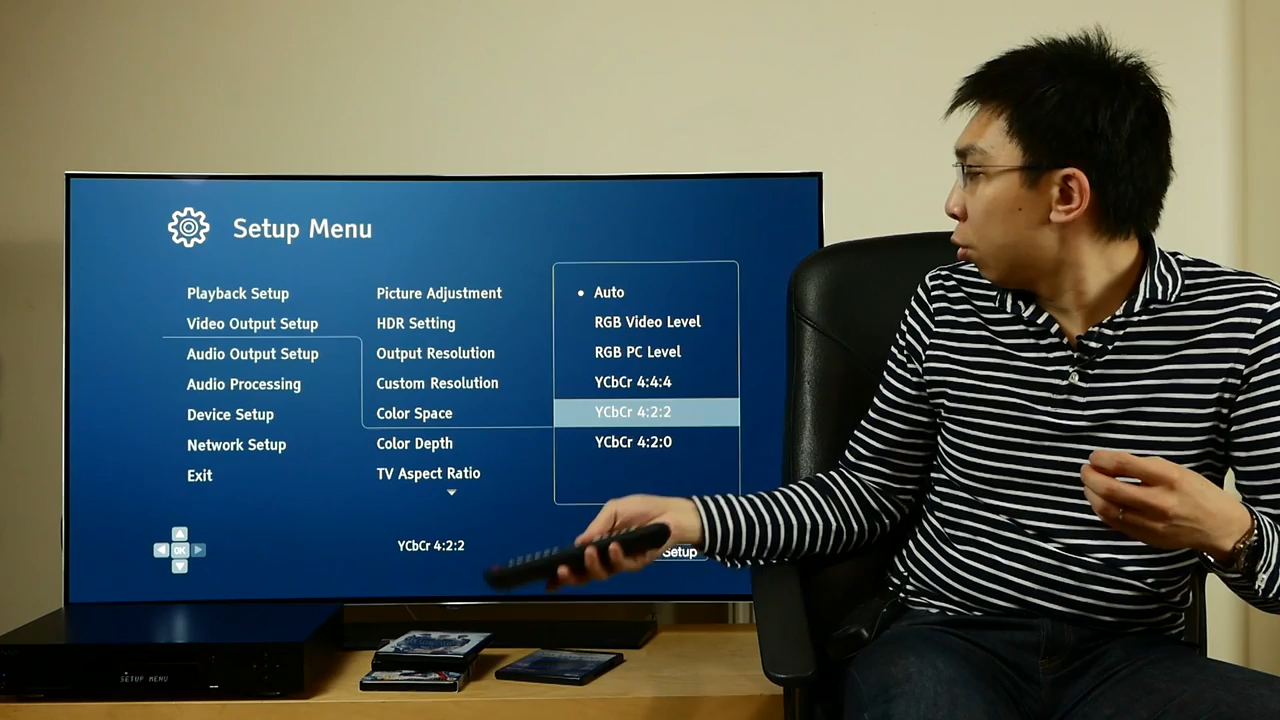 Setup Menu
Playback Setup
Video Output Setup
Audio Output Setup
Audio Processing
Device Setup
Network Setup
Exit
Picture Adjustment
HDR Setting
Output Resolution
Custom Resolution
Color Space
Color Depth
TV Aspect Ratio
Auto
RGB Video Level
RGB PC Level
YCbCr 4:4:4
YCbCr 4:2:2
YCbCr 4:2:0
OK
YCbCr 4:2:2
Setup
SETUP MENU